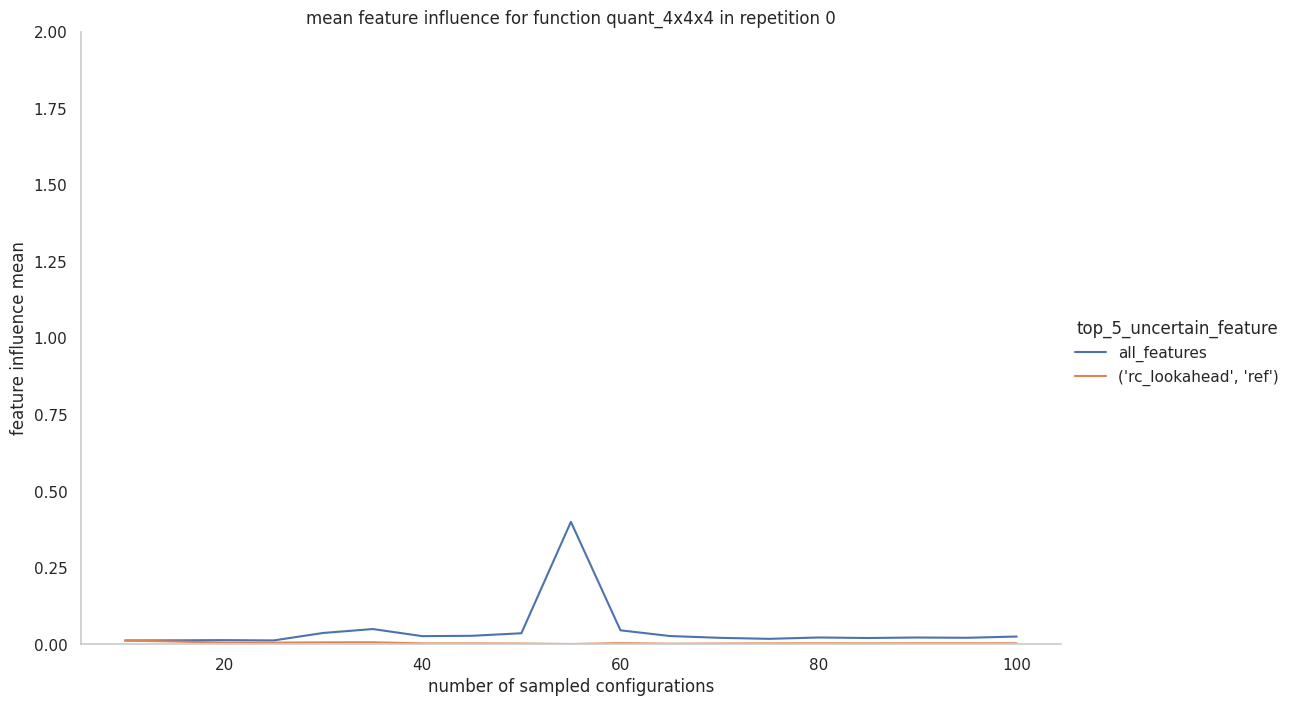 mean feature influence for function quant_4x4x4 in repetition 0
2.00
1.75
1.50
1.25
1.00
0.75
0.50
0.25
0.00
feature influence mean
20
40
60
80
100
number of sampled configurations
top_5_uncertain_feature
all_features
('rc_lookahead', 'ref')